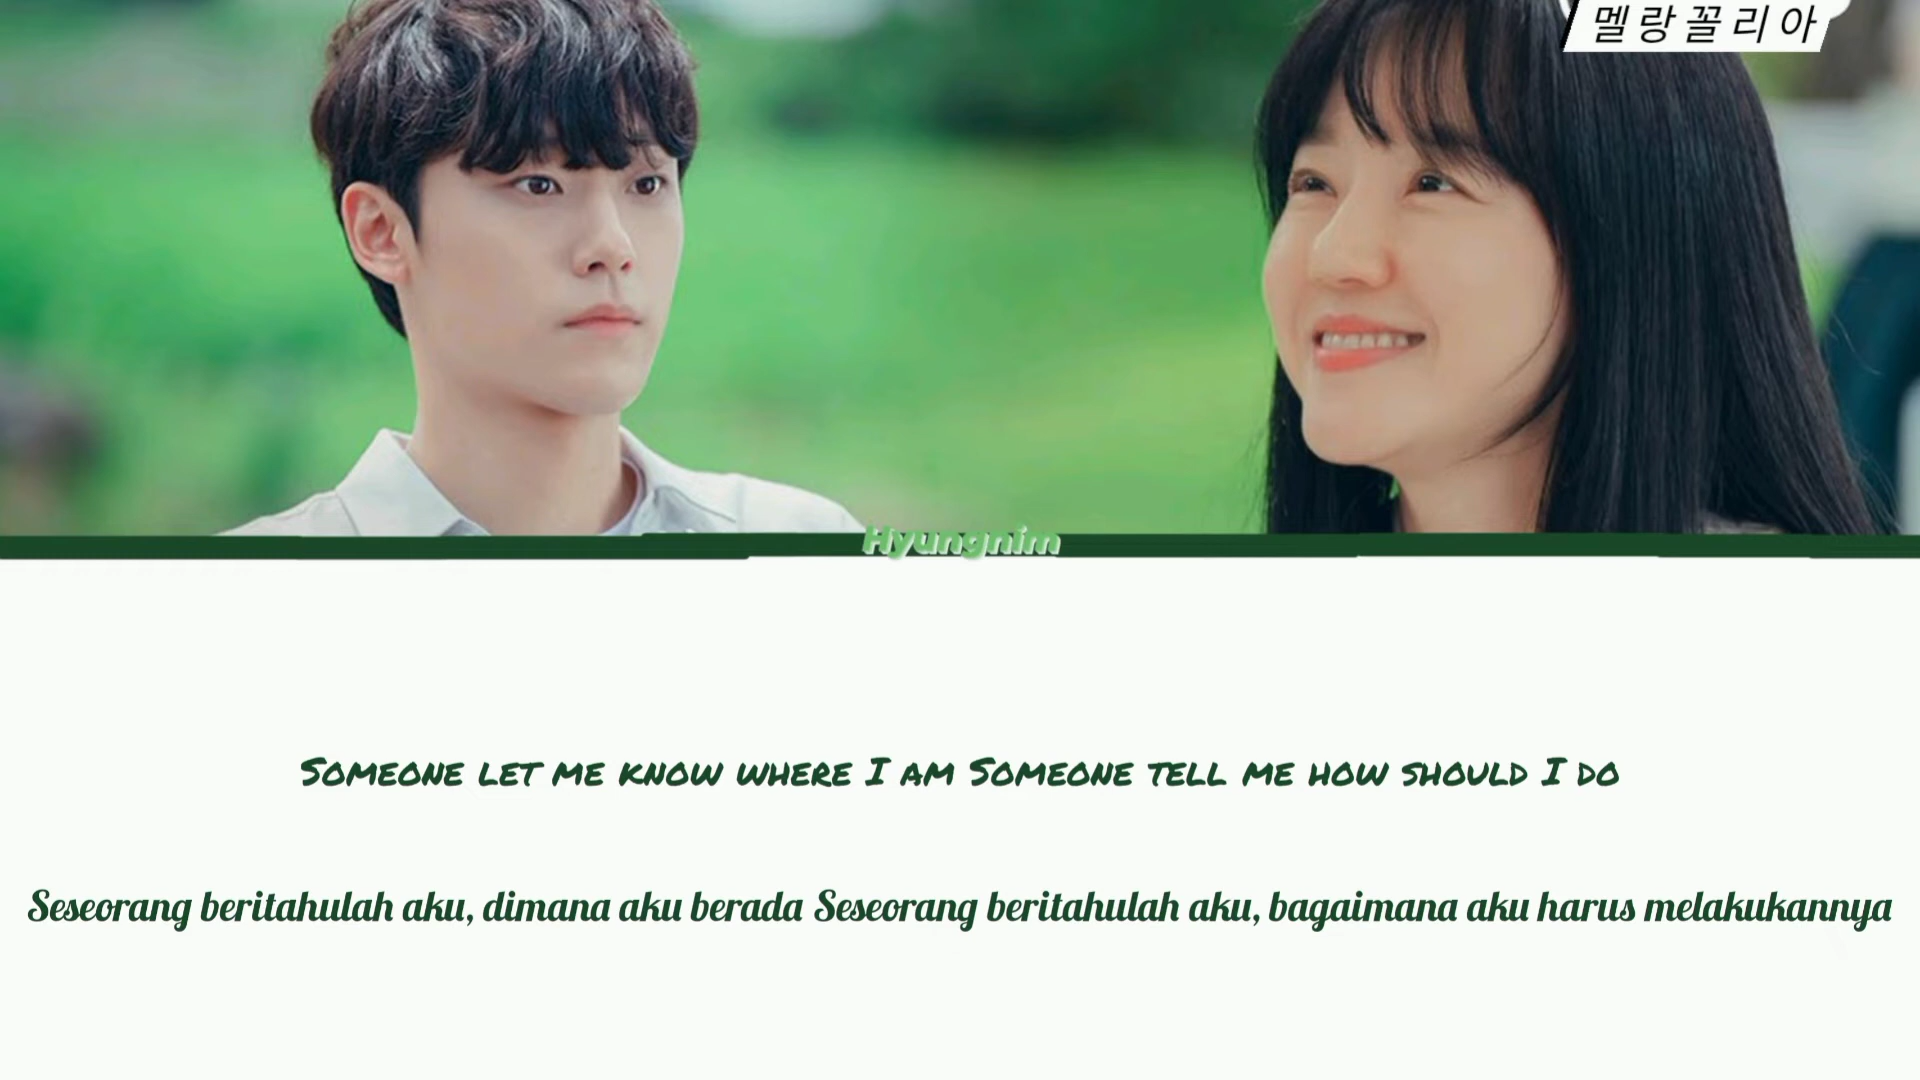 멜랑꼴리아
Hyungnim
Someone let me know where I am Someone tell me how should I do
Seseorang beritahulah aku, dimana aku berada Seseorang beritahulah aku, bagaimana aku harus melakukannya